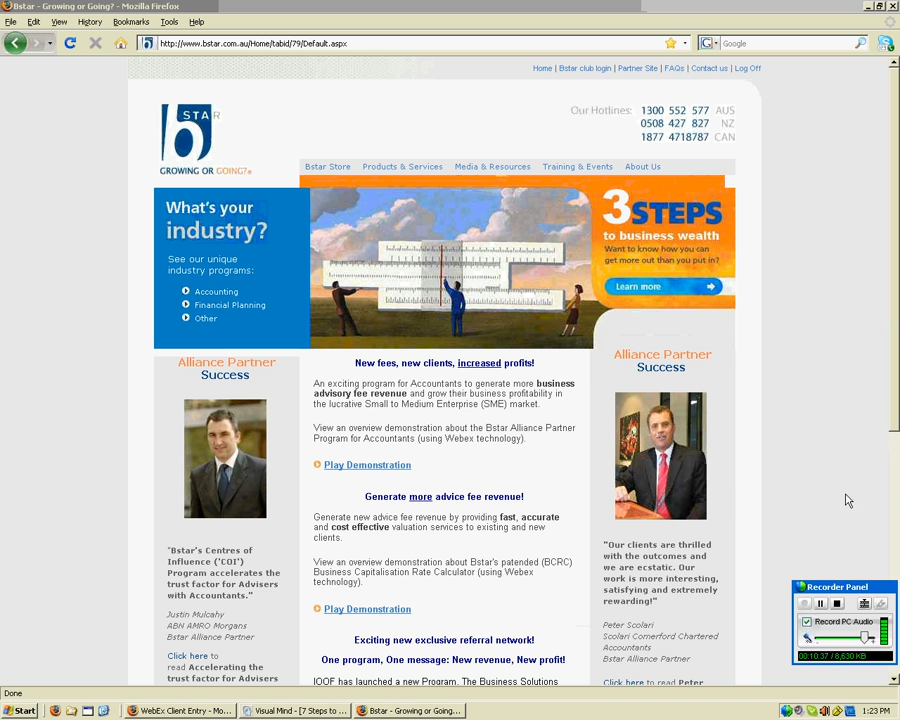 Bstar - Growing or Going? - Mozilla Firefox
File Edit View History Bookmarks Tools Help
http://www.bstar.com.au/Home/tabid/79/Default.aspx
Google
Home | Bstar club login | Partner Site | FAQs | Contact us | Log Off
b STAR
GROWING OR GOING?
Our Hotlines: 1300 552 577 AUS
0508 427 827 NZ
1877 4718787 CAN
Bstar Store Products & Services Media & Resources Training & Events About Us
What's your
industry?
See our unique
industry programs:
Accounting
Financial Planning
Other
3 STEPS
to business wealth
Want to know how you can
get more out than you put in?
Learn more
Alliance Partner
Success
"Bstar's Centres of
Influence ('COI')
Program accelerates the
trust factor for Advisers
with Accountants."
Justin Mulcahy
ABN AMRO Morgans
Bstar Alliance Partner
Click here to
read Accelerating the
trust factor for Advisers
New fees, new clients, increased profits!
An exciting program for Accountants to generate more business
advisory fee revenue and grow their business profitability in
the lucrative Small to Medium Enterprise (SME) market.
View an overview demonstration about the Bstar Alliance Partner
Program for Accountants (using Webex technology).
Play Demonstration
Generate more advice fee revenue!
Generate new advice fee revenue by providing fast, accurate
and cost effective valuation services to existing and new
clients.
View an overview demonstration about Bstar's patented (BCRC)
Business Capitalisation Rate Calculator (using Webex
technology).
Play Demonstration
Exciting new exclusive referral network!
One program, One message: New revenue, New profit!
IOOF has launched a new Program, The Business Solutions
Alliance Partner
Success
"Our clients are thrilled
with the outcomes and
we are ecstatic. Our
work is more interesting,
satisfying and extremely
rewarding!"
Peter Scolari
Scolari Comerford Chartered
Accountants
Bstar Alliance Partner
Click here to read Peter
Recorder Panel
Record PC Audio
00:10:37 / 8,630 KB
Done
Start
WebEx Client Entry - Mo...
Visual Mind - [7 Steps to ...
Bstar - Growing or Going...
1:23 PM